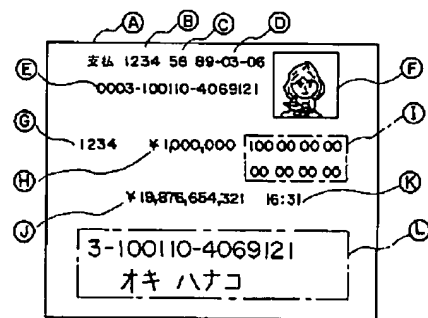 Ⓐ Ⓑ Ⓒ Ⓓ
支払 1234 56 89-03-06
Ⓔ 0003-100110-4069121 Ⓕ
Ⓖ Ⓘ
1234 ¥1,000,000 100 00 00 00
Ⓗ 00 00 00 00
Ⓙ ¥19,876,654,321 16:31 Ⓚ
3-100110-4069121 Ⓛ
オキ ハナコ